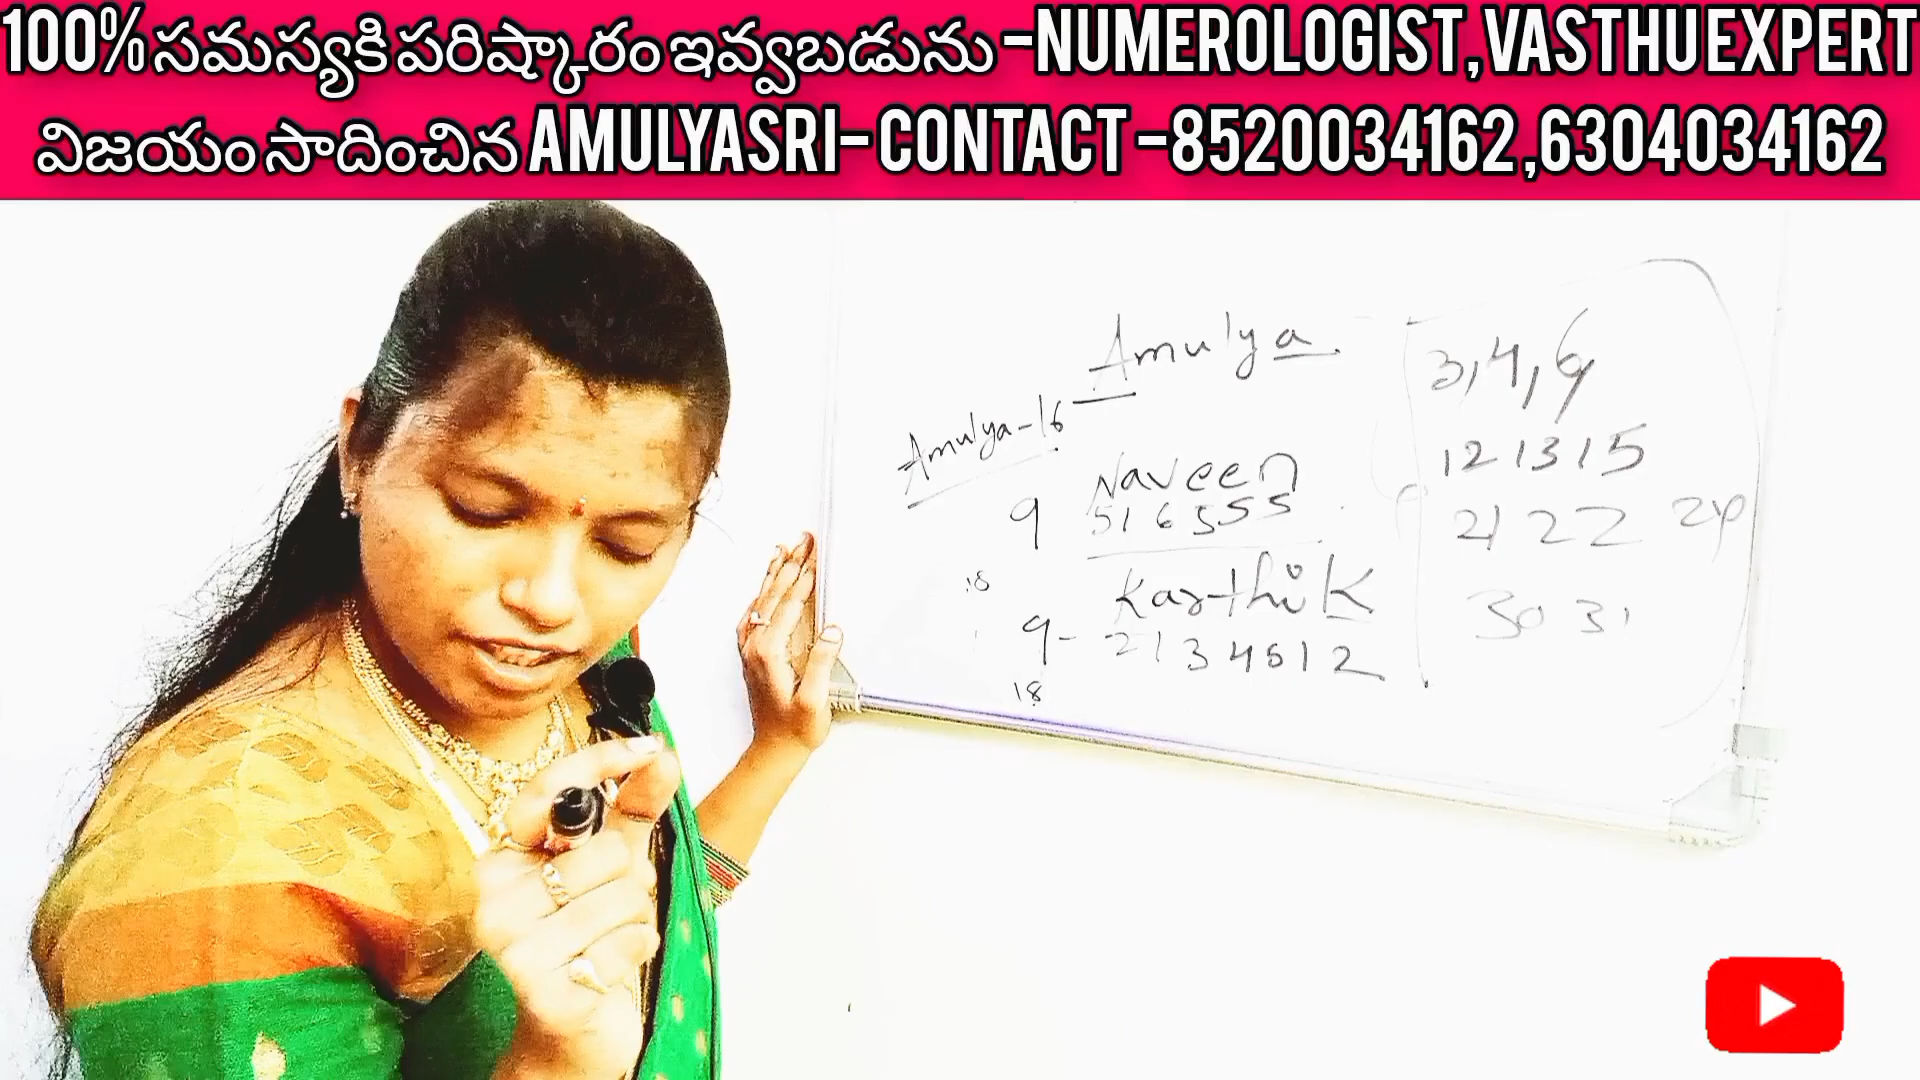 100% సమస్యకి పరిష్కారం ఇవ్వబడును -NUMEROLOGIST, VASTHU EXPERT
విజయం సాదించిన AMULYASRI- CONTACT -8520034162,6304034162
Amulya
Amulya-16
Naveen
9 516555
18
Karthik
9- 2134512
18
3,4,6
12 13 15
21 22 24
30 31